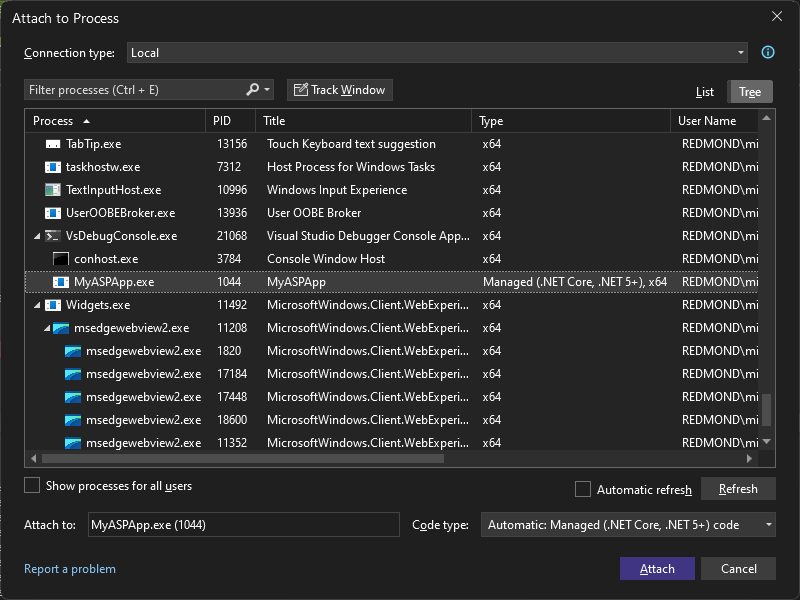 Attach to Process
Connection type: Local
Filter processes (Ctrl + E) Track Window List Tree
Process PID Title Type User Name
TabTip.exe 13156 Touch Keyboard text suggestion x64 REDMOND\mi
taskhostw.exe 7312 Host Process for Windows Tasks x64 REDMOND\mi
TextInputHost.exe 10996 Windows Input Experience x64 REDMOND\mi
UserOOBEBroker.exe 13936 User OOBE Broker x64 REDMOND\mi
VsDebugConsole.exe 21068 Visual Studio Debugger Console App... x64 REDMOND\mi
conhost.exe 3784 Console Window Host x64 REDMOND\mi
MyASPApp.exe 1044 MyASPApp Managed (.NET Core, .NET 5+), x64 REDMOND\mi
Widgets.exe 11492 MicrosoftWindows.Client.WebExperi... x64 REDMOND\mi
msedgewebview2.exe 11208 MicrosoftWindows.Client.WebExperi... x64 REDMOND\mi
msedgewebview2.exe 1820 MicrosoftWindows.Client.WebExperi... x64 REDMOND\mi
msedgewebview2.exe 17184 MicrosoftWindows.Client.WebExperi... x64 REDMOND\mi
msedgewebview2.exe 17448 MicrosoftWindows.Client.WebExperi... x64 REDMOND\mi
msedgewebview2.exe 18600 MicrosoftWindows.Client.WebExperi... x64 REDMOND\mi
msedgewebview2.exe 11352 MicrosoftWindows.Client.WebExperi... x64 REDMOND\mi
Show processes for all users Automatic refresh Refresh
Attach to: MyASPApp.exe (1044) Code type: Automatic: Managed (.NET Core, .NET 5+) code
Report a problem Attach Cancel